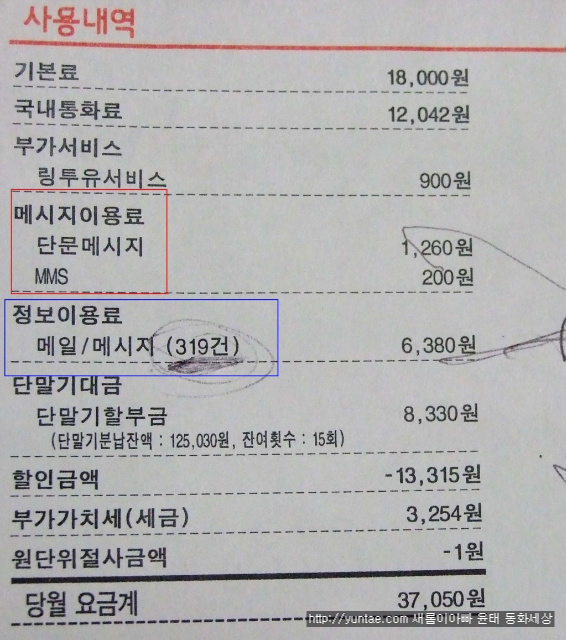 사용내역
기본료 18,000원
국내통화료 12,042원
부가서비스
링투유서비스 900원
메시지이용료
단문메시지 1,260원
MMS 200원
정보이용료
메일/메시지 (319건) 6,380원
단말기대금
단말기할부금 8,330원
(단말기분납잔액 : 125,030원, 잔여횟수 : 15회)
할인금액 -13,315원
부가가치세(세금) 3,254원
원단위절사금액 -1원
당월 요금계 37,050원
http://yuntae.com 새롬이아빠 윤태 동화세상